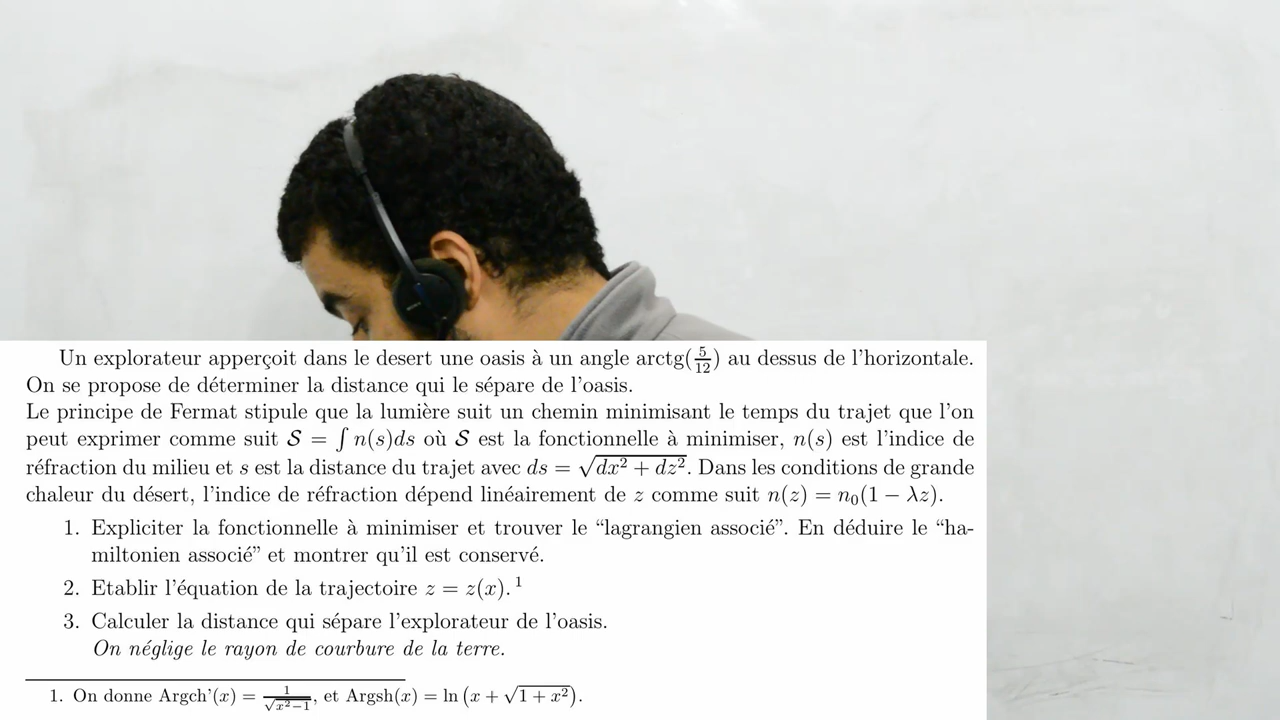 Un explorateur apperçoit dans le desert une oasis à un angle arctg(5/12) au dessus de l'horizontale.
On se propose de déterminer la distance qui le sépare de l'oasis.
Le principe de Fermat stipule que la lumière suit un chemin minimisant le temps du trajet que l'on
peut exprimer comme suit S = ∫ n(s)ds où S est la fonctionnelle à minimiser, n(s) est l'indice de
réfraction du milieu et s est la distance du trajet avec ds = √(dx² + dz²). Dans les conditions de grande
chaleur du désert, l'indice de réfraction dépend linéairement de z comme suit n(z) = n₀(1 − λz).
1. Expliciter la fonctionnelle à minimiser et trouver le "lagrangien associé". En déduire le "ha-
miltonien associé" et montrer qu'il est conservé.
2. Etablir l'équation de la trajectoire z = z(x). ¹
3. Calculer la distance qui sépare l'explorateur de l'oasis.
On néglige le rayon de courbure de la terre.
1. On donne Argch'(x) = 1/√(x²−1), et Argsh(x) = ln (x + √(1 + x²)).